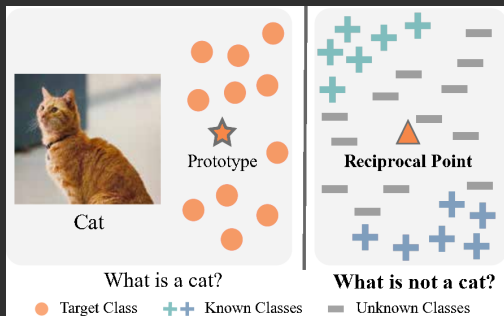 Prototype
Reciprocal Point
Cat
What is a cat?
What is not a cat?
Target Class
Known Classes
Unknown Classes